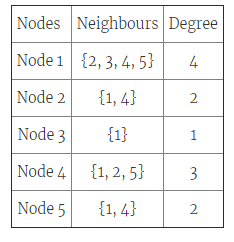 Nodes Neighbours Degree
Node 1 {2, 3, 4, 5} 4
Node 2 {1, 4} 2
Node 3 {1} 1
Node 4 {1, 2, 5} 3
Node 5 {1, 4} 2